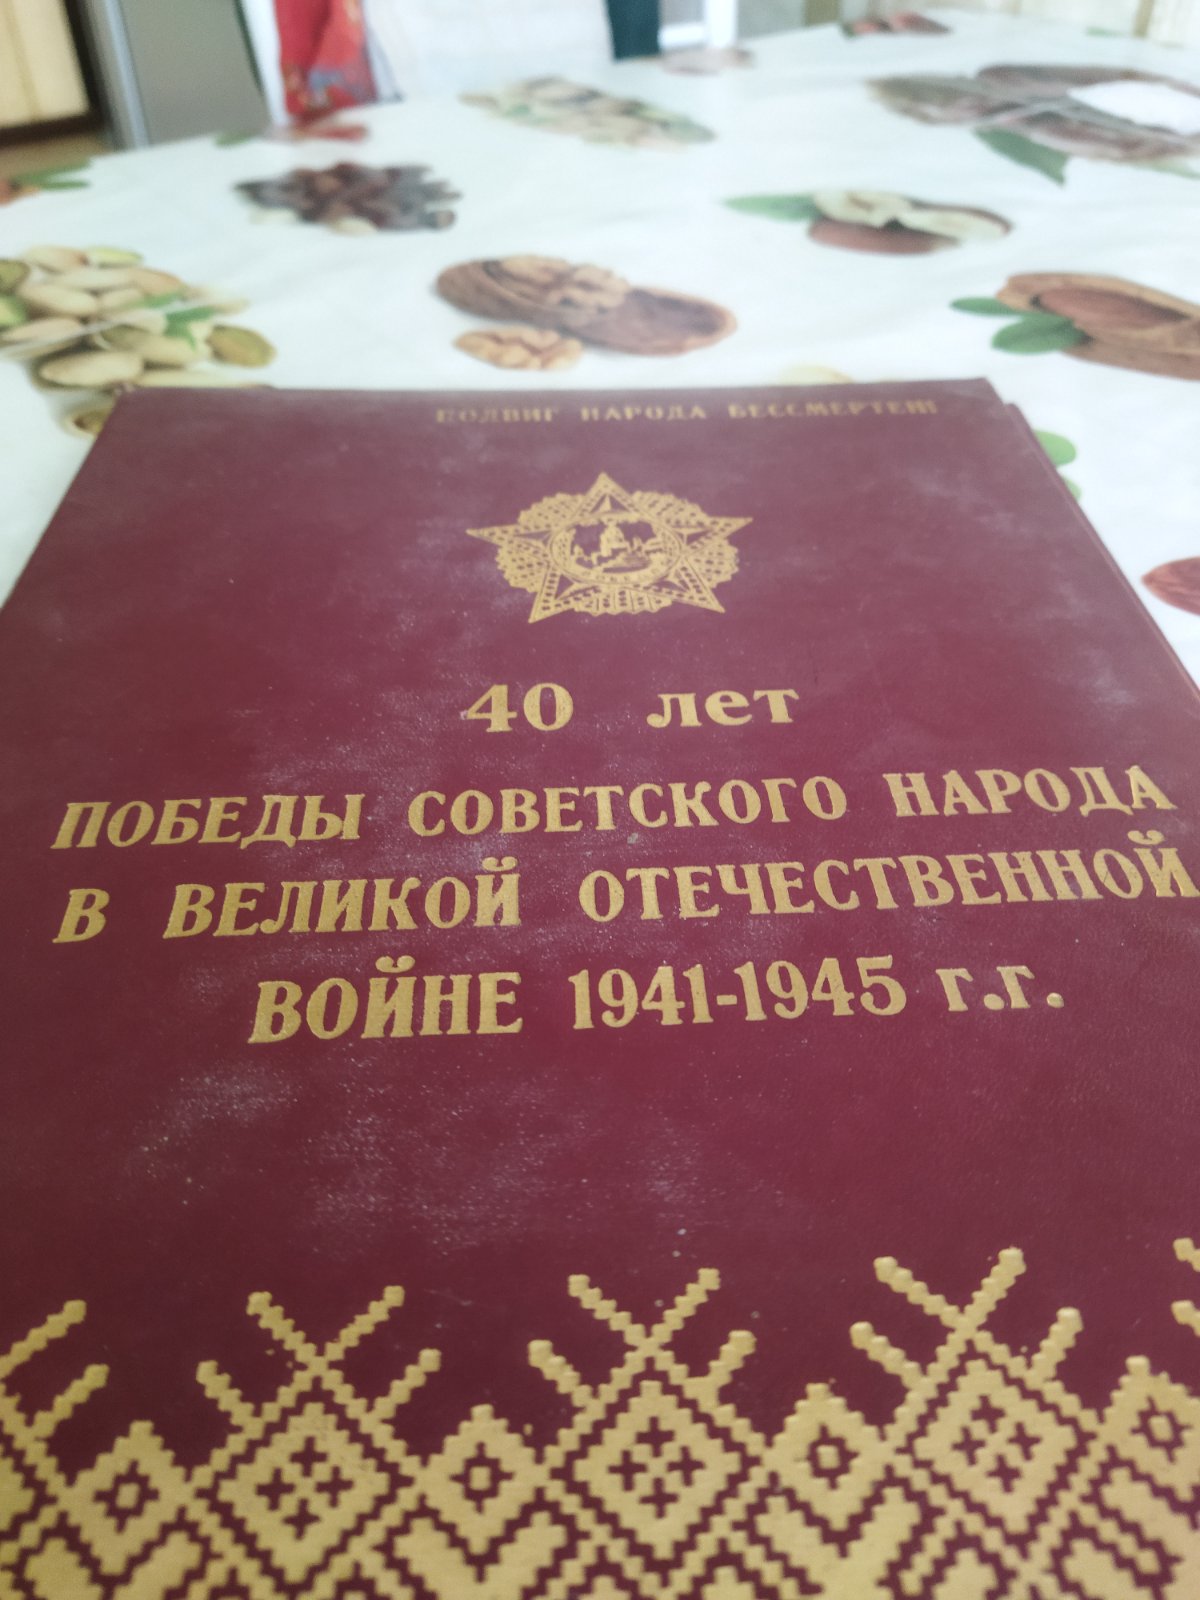 ПОДВИГ НАРОДА БЕССМЕРТЕН
40 лет
ПОБЕДЫ СОВЕТСКОГО НАРОДА
В ВЕЛИКОЙ ОТЕЧЕСТВЕННОЙ
ВОЙНЕ 1941-1945 г.г.